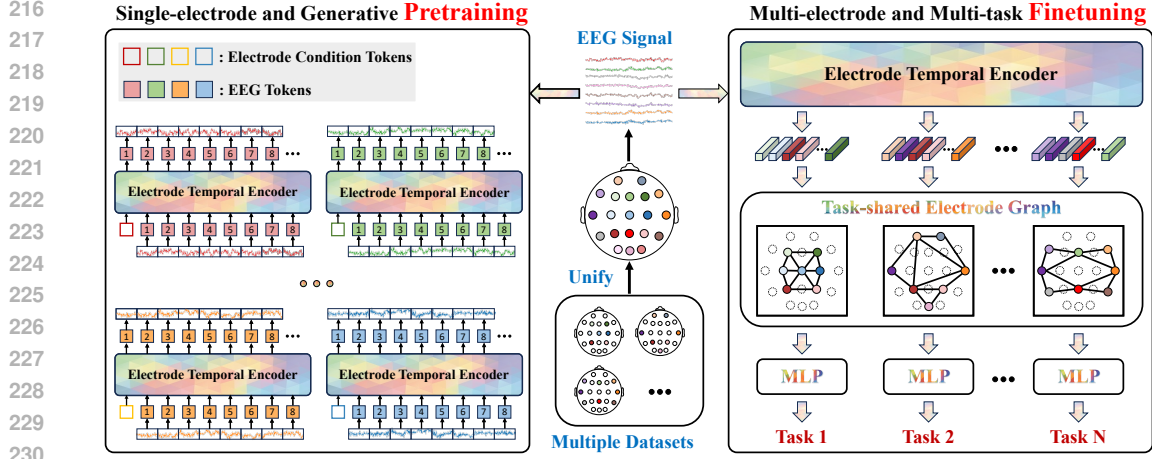 216
217
218
219
220
221
222
223
224
225
226
227
228
229
230
Single-electrode and Generative Pretraining
: Electrode Condition Tokens
: EEG Tokens
1 2 3 4 5 6 7 8 •••
1 2 3 4 5 6 7 8 •••
Electrode Temporal Encoder
Electrode Temporal Encoder
1 2 3 4 5 6 7 8
1 2 3 4 5 6 7 8
1 2 3 4 5 6 7 8 •••
1 2 3 4 5 6 7 8 •••
Electrode Temporal Encoder
Electrode Temporal Encoder
1 2 3 4 5 6 7 8
1 2 3 4 5 6 7 8
EEG Signal
Unify
Multiple Datasets
Multi-electrode and Multi-task Finetuning
Electrode Temporal Encoder
Task-shared Electrode Graph
MLP MLP ••• MLP
Task 1 Task 2 Task N